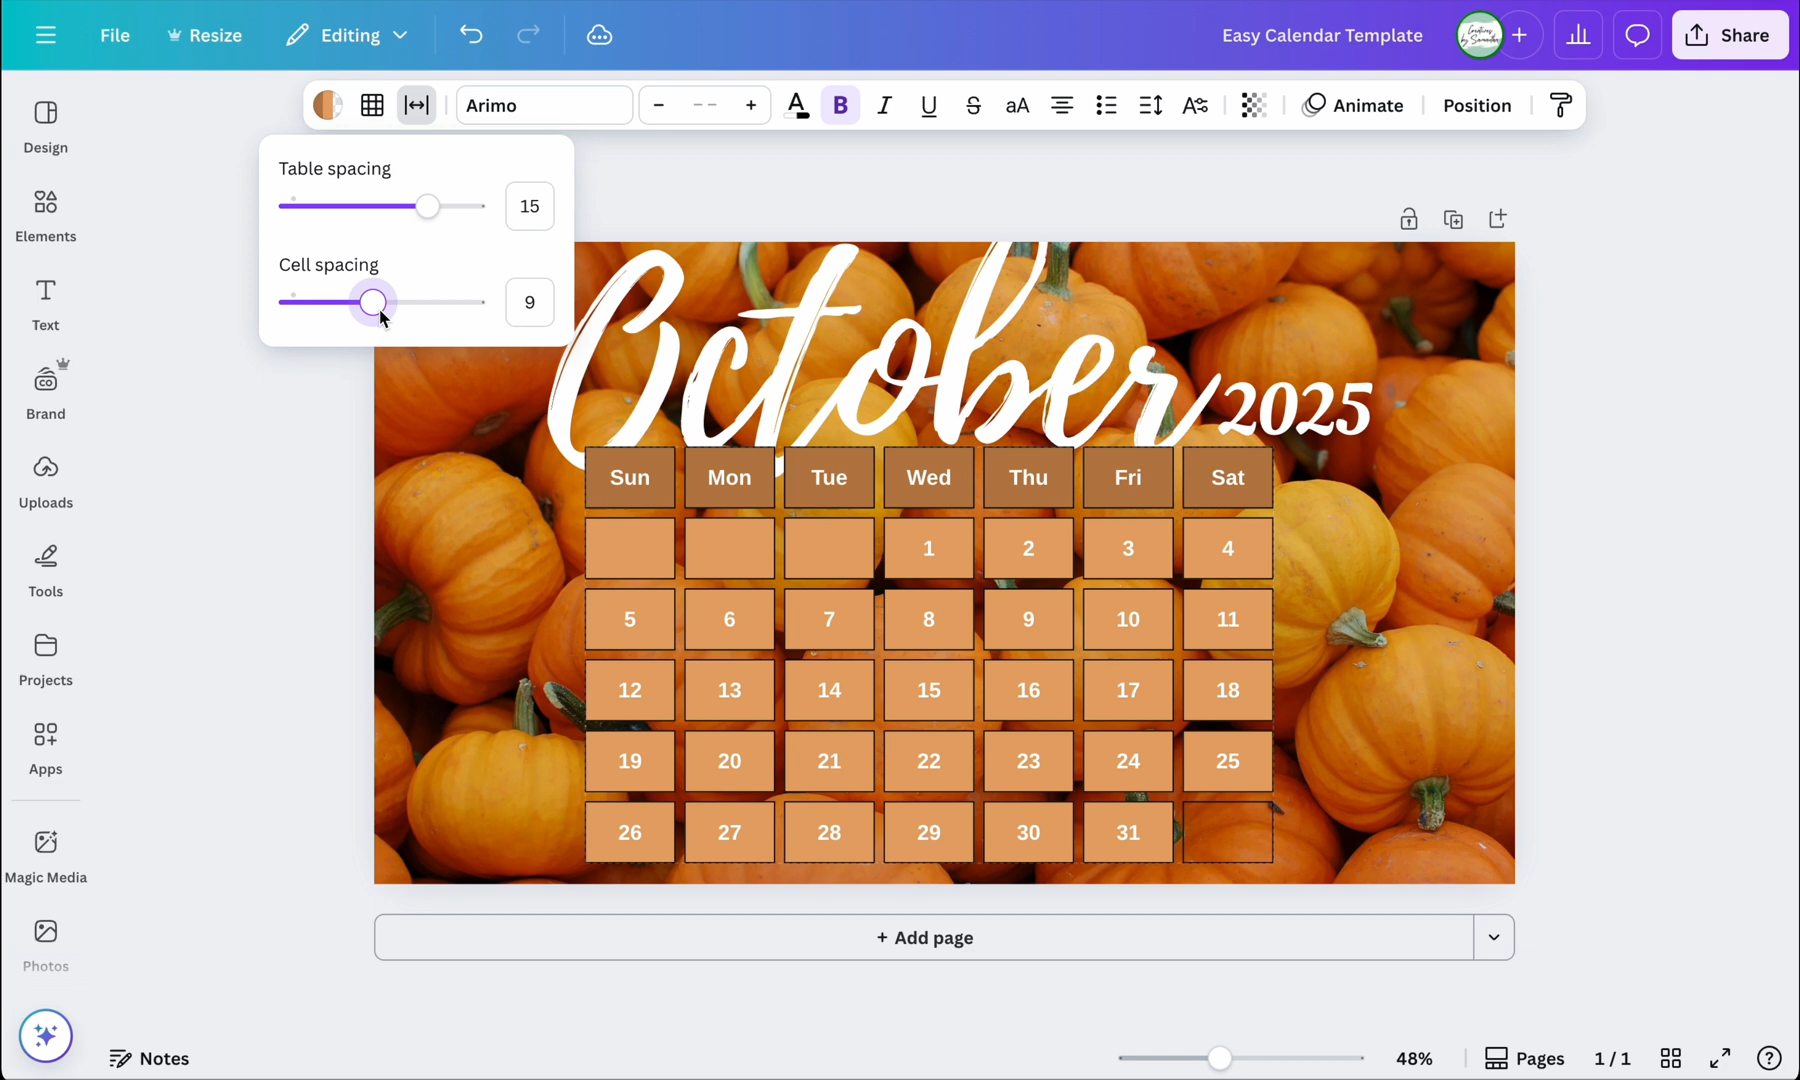 File
Resize
Editing
Easy Calendar Template
Creatives by Samantha
Share
Arimo
– –
A
B
I
U
S
aA
Animate
Position
Design
Elements
Text
Brand
Uploads
Tools
Projects
Apps
Magic Media
Photos
Table spacing
15
Cell spacing
9
October 2025
Sun Mon Tue Wed Thu Fri Sat
1 2 3 4
5 6 7 8 9 10 11
12 13 14 15 16 17 18
19 20 21 22 23 24 25
26 27 28 29 30 31
+ Add page
Notes
48%
Pages
1 / 1